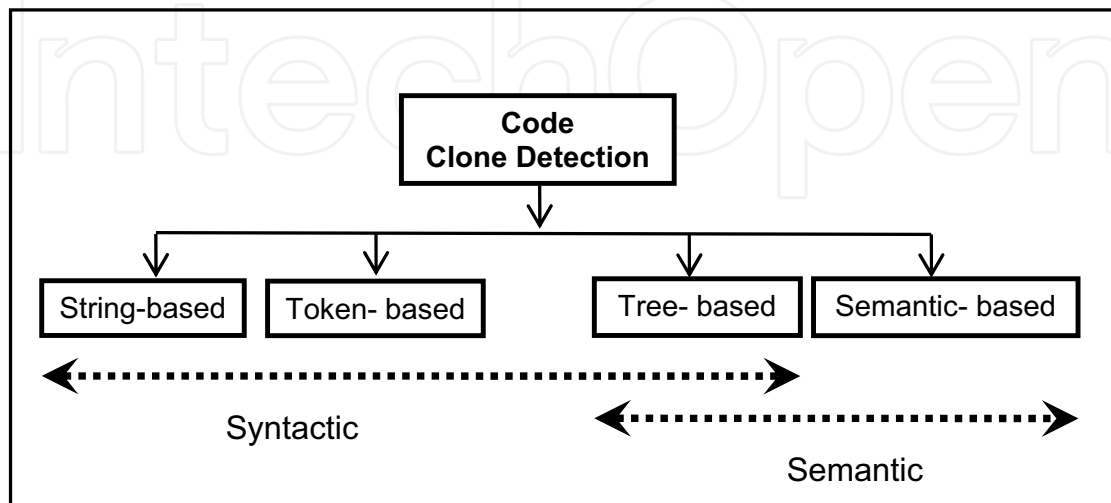 IntechOpen
Code
Clone Detection
String-based
Token- based
Tree- based
Semantic- based
Syntactic
Semantic